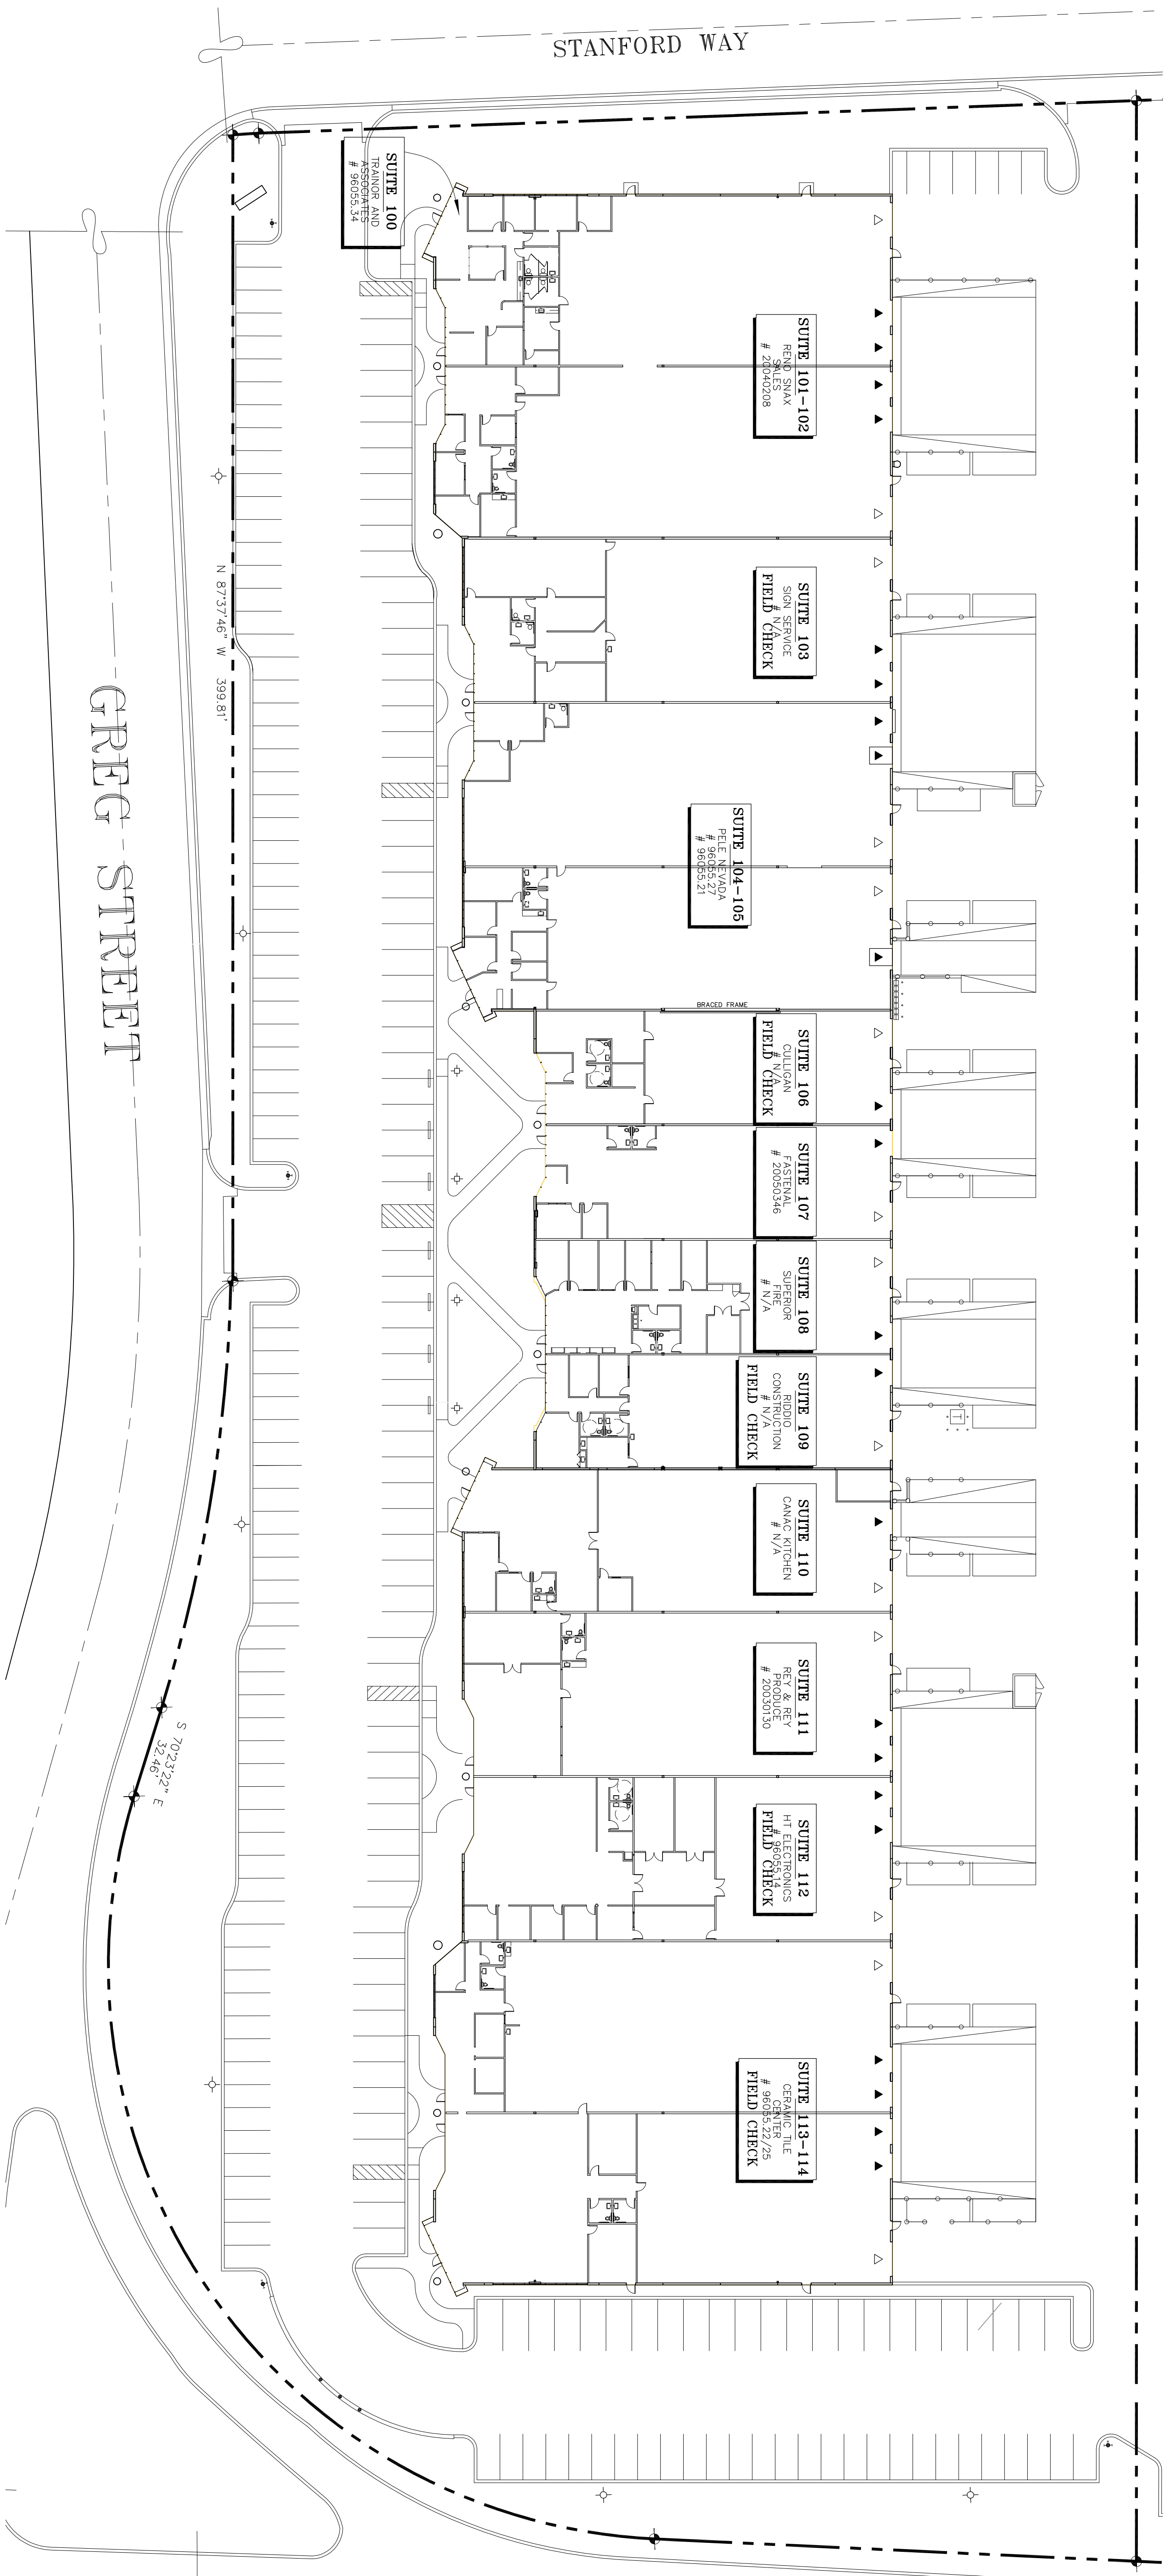 STANFORD WAY
SUITE 100
TRAINOR AND
ASSOCIATES
# 96055.34
SUITE 101-102
RENO SNAX
SALES
# 20040208
SUITE 103
SIGN SERVICE
# N/A
FIELD CHECK
N 87°37'46" W 399.81'
GREG STREET
SUITE 104-105
PELE NEVADA
# 96055.27
# 96055.21
BRACED FRAME
SUITE 106
CULLIGAN
# N/A
FIELD CHECK
SUITE 107
FASTENAL
# 20050346
SUITE 108
SUPERIOR
FIRE
# N/A
SUITE 109
RIDDIO
CONSTRUCTION
# N/A
FIELD CHECK
T
SUITE 110
CANAC KITCHEN
# N/A
SUITE 111
REY & REY
PRODUCE
# 20030130
S 70°23'22" E
32.46'
SUITE 112
HT ELECTRONICS
# 96055.14
FIELD CHECK
SUITE 113-114
CERAMIC TILE
CENTER
# 96055.22/25
FIELD CHECK